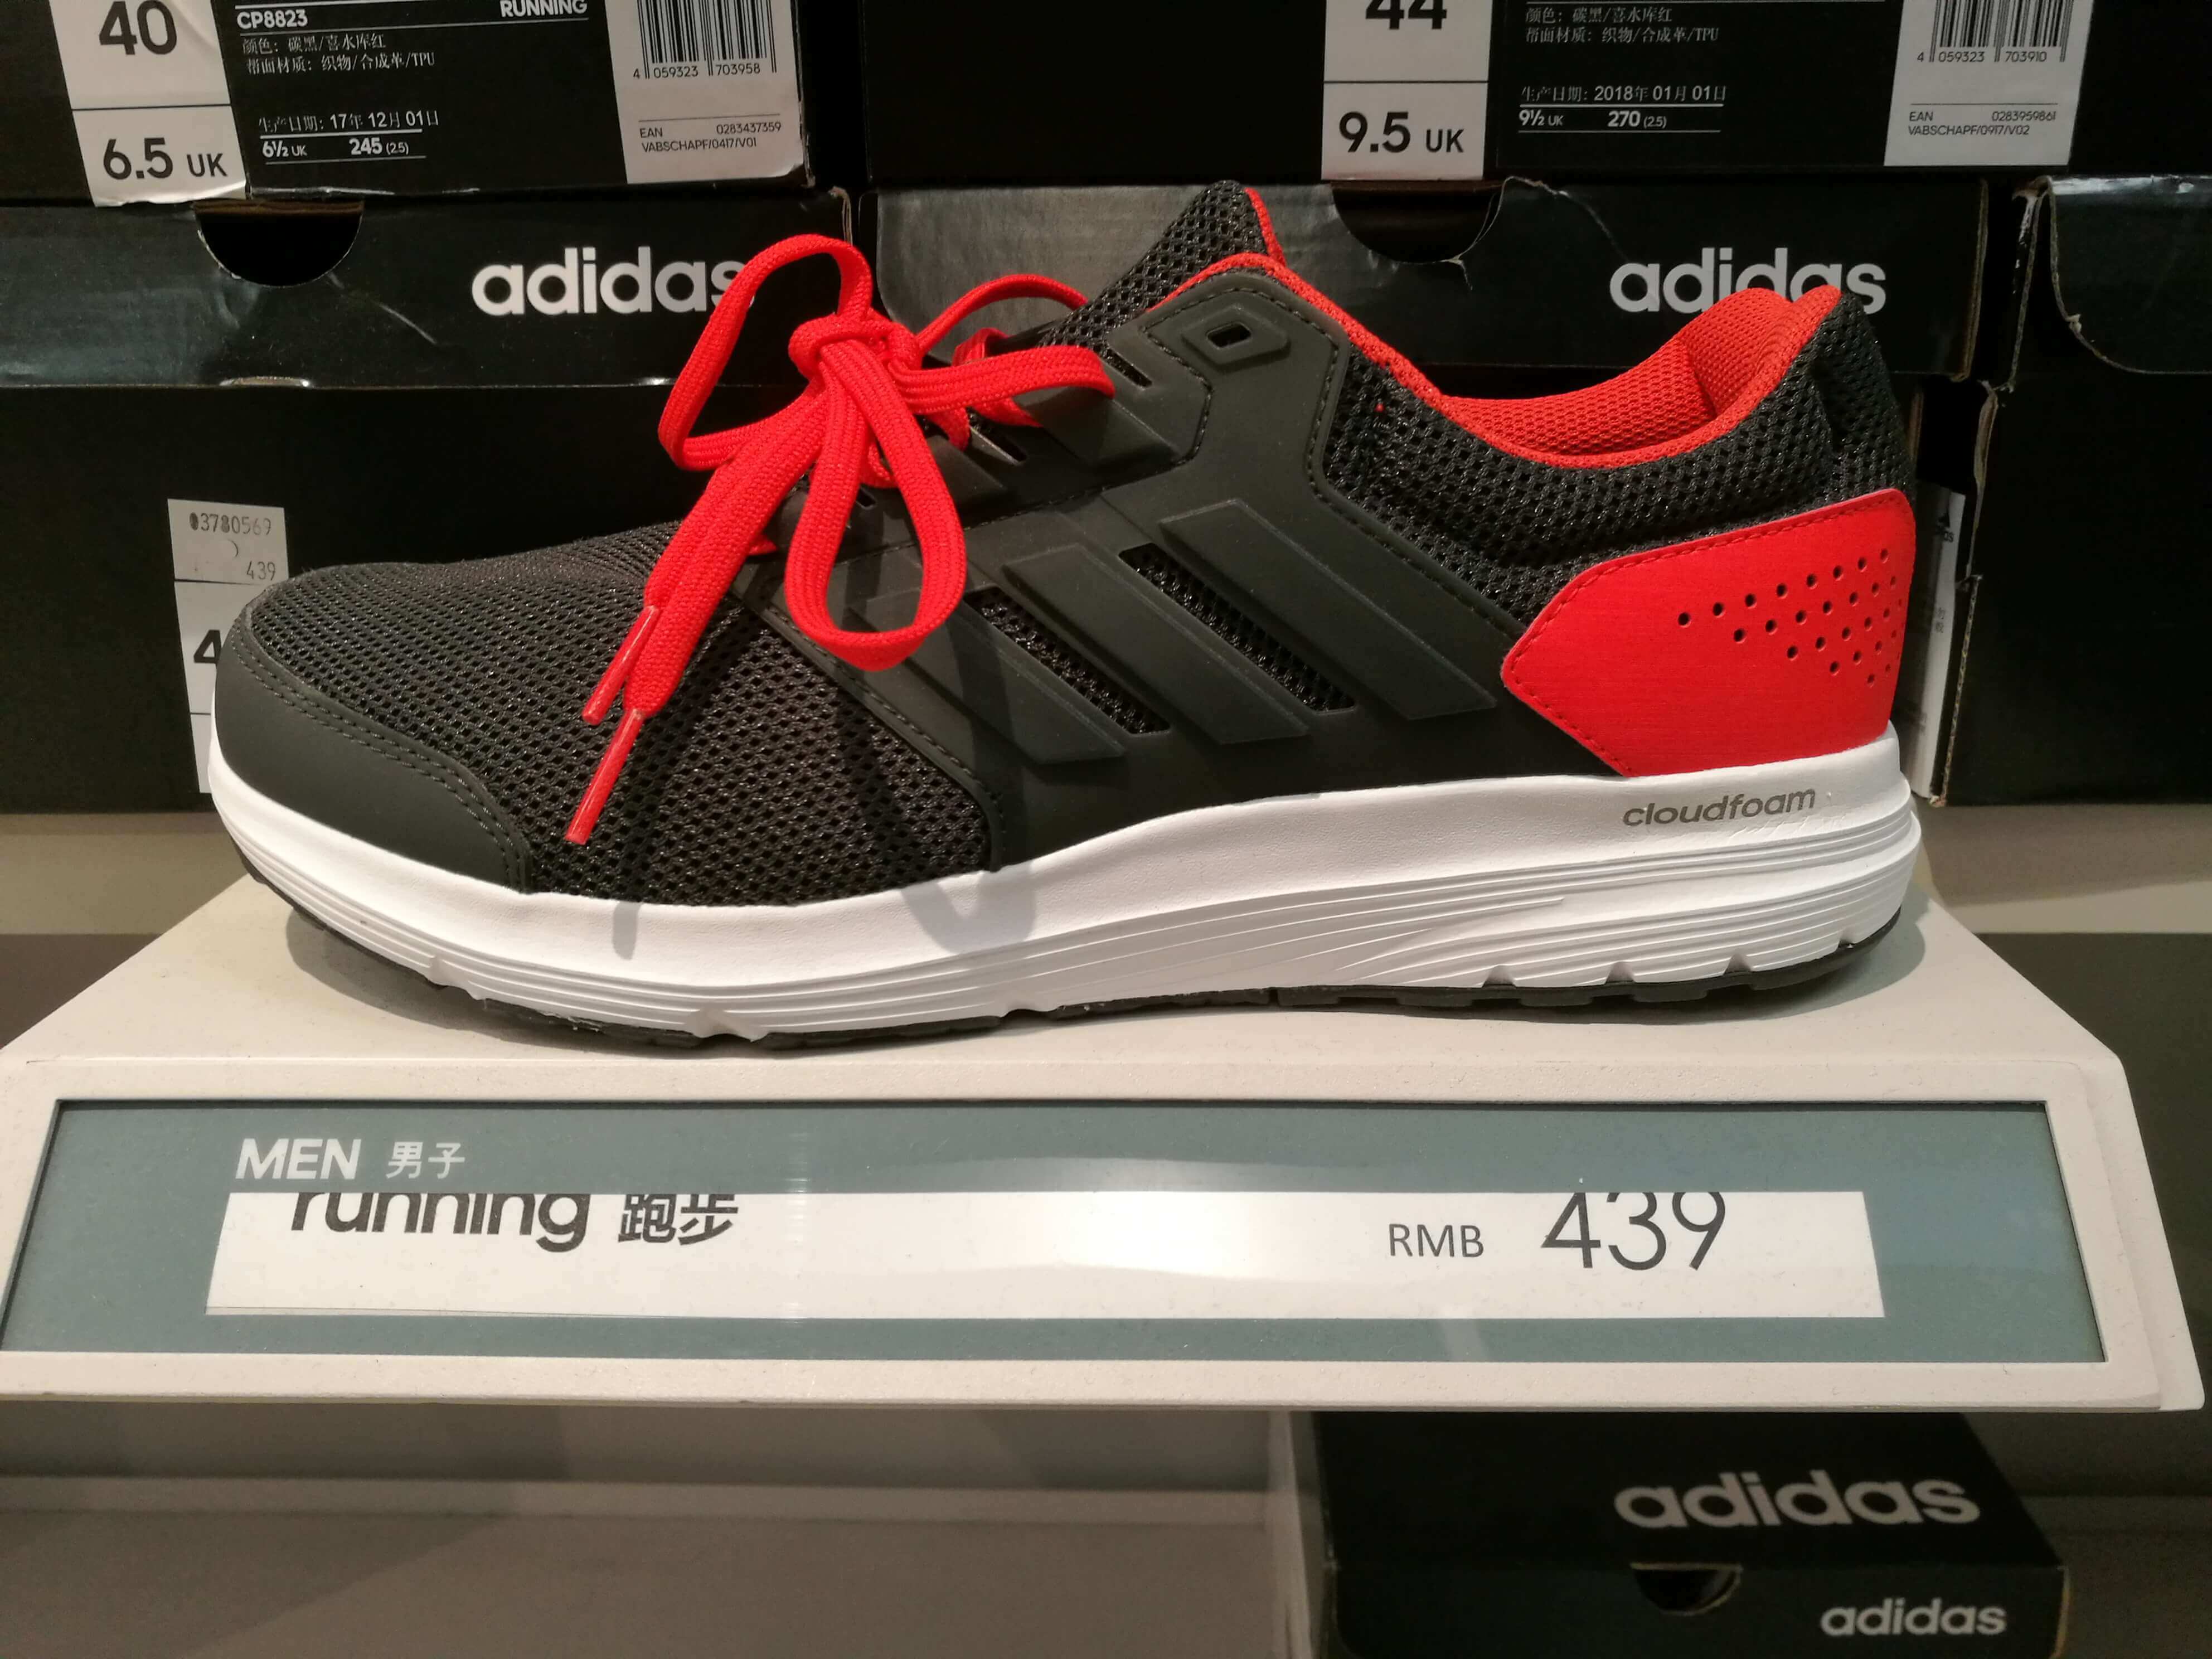 40
CP8823
RUNNING
颜色: 碳黑/喜水库红
帮面材质: 织物/合成革/TPU
生产日期: 17年 12月 01日
6½ UK 245 (2.5)
6.5 UK
4 059323 703958
EAN 0283437359
VABSCHAPF/0417/V01
44
9.5 UK
颜色: 碳黑/喜水库红
帮面材质: 织物/合成革/TPU
生产日期: 2018年 01月 01日
9½ UK 270 (2.5)
4 059323 703910
EAN 0283959861
VABSCHAPF/0917/V02
adidas
adidas
03780569
439
4
cloudfoam
MEN 男子
running 跑步
RMB 439
adidas
adidas